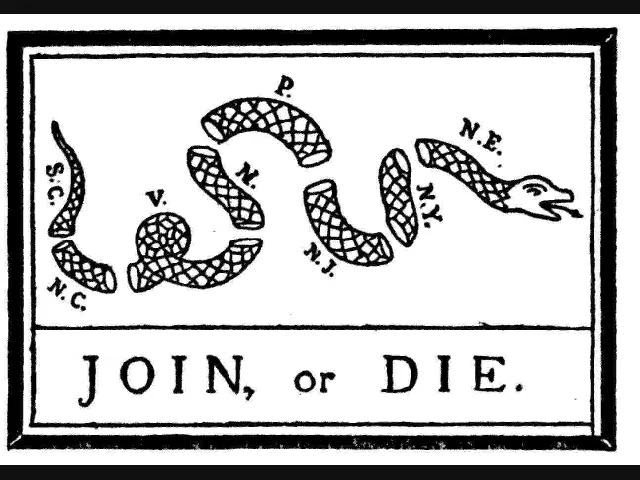 P.
N.E.
S.C.
M.
V.
N.Y.
N.J.
N.C.
JOIN, or DIE.